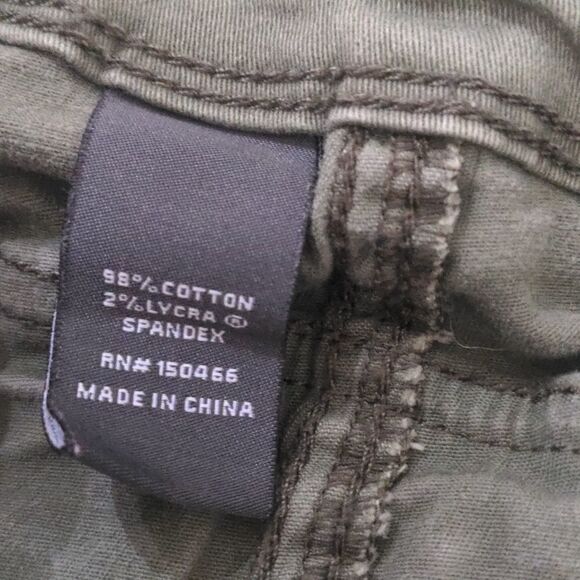 98% COTTON
2% LYCRA ®
SPANDEX
RN# 150466
MADE IN CHINA